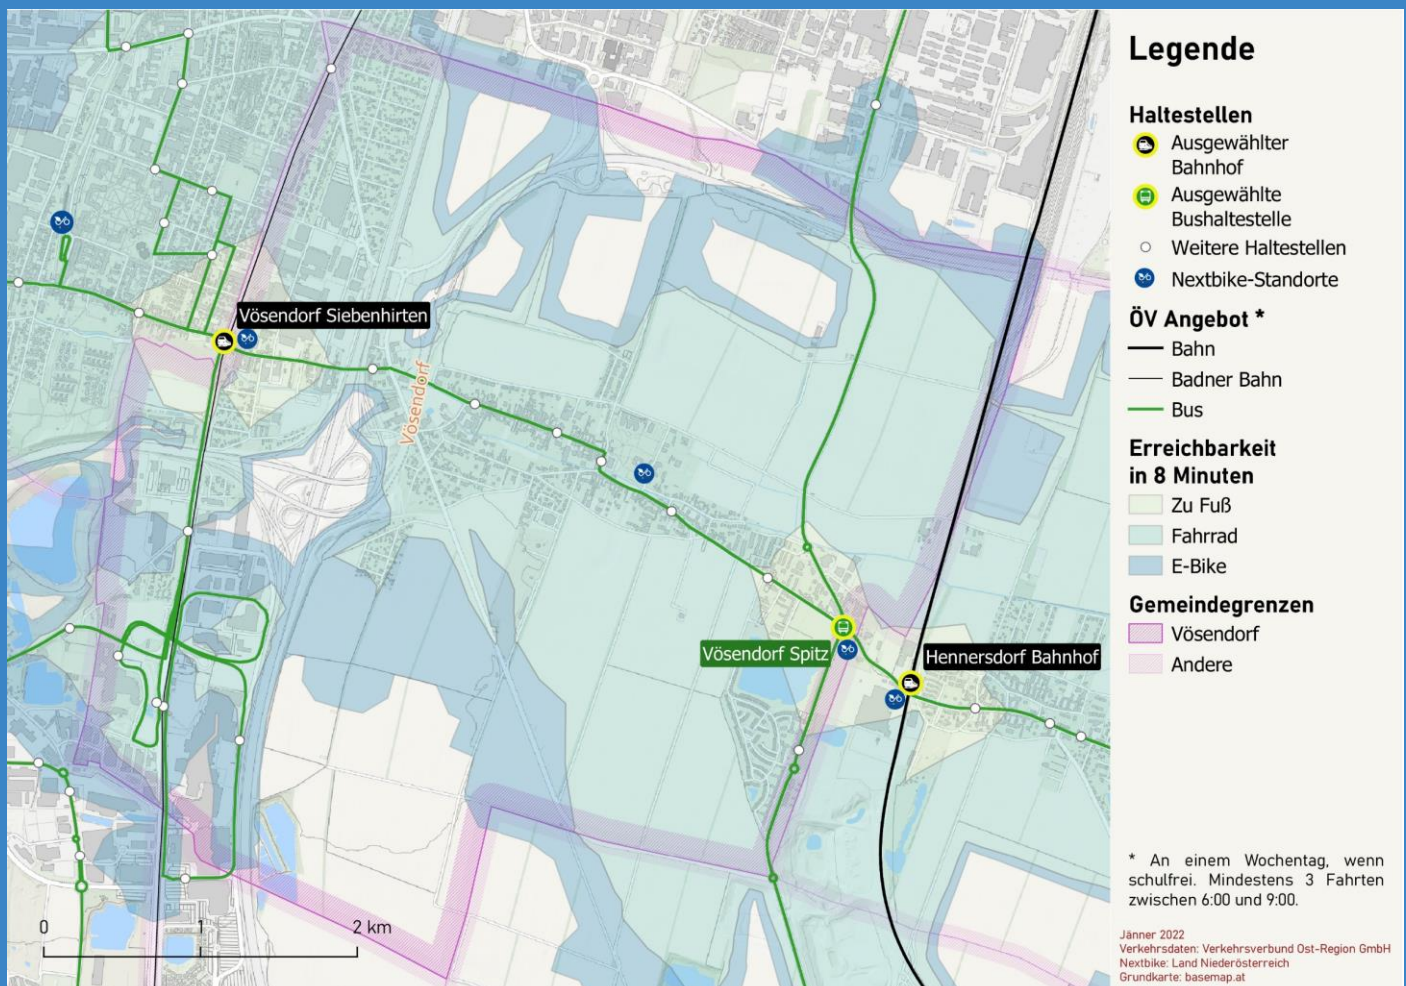 Vösendorf Siebenhirten
Vösendorf
Vösendorf Spitz
Hennersdorf Bahnhof
0
1
2 km
Legende
Haltestellen
Ausgewählter
Bahnhof
Ausgewählte
Bushaltestelle
Weitere Haltestellen
Nextbike-Standorte
ÖV Angebot *
Bahn
Badner Bahn
Bus
Erreichbarkeit
in 8 Minuten
Zu Fuß
Fahrrad
E-Bike
Gemeindegrenzen
Vösendorf
Andere
* An einem Wochentag, wenn
schulfrei. Mindestens 3 Fahrten
zwischen 6:00 und 9:00.
Jänner 2022
Verkehrsdaten: Verkehrsverbund Ost-Region GmbH
Nextbike: Land Niederösterreich
Grundkarte: basemap.at